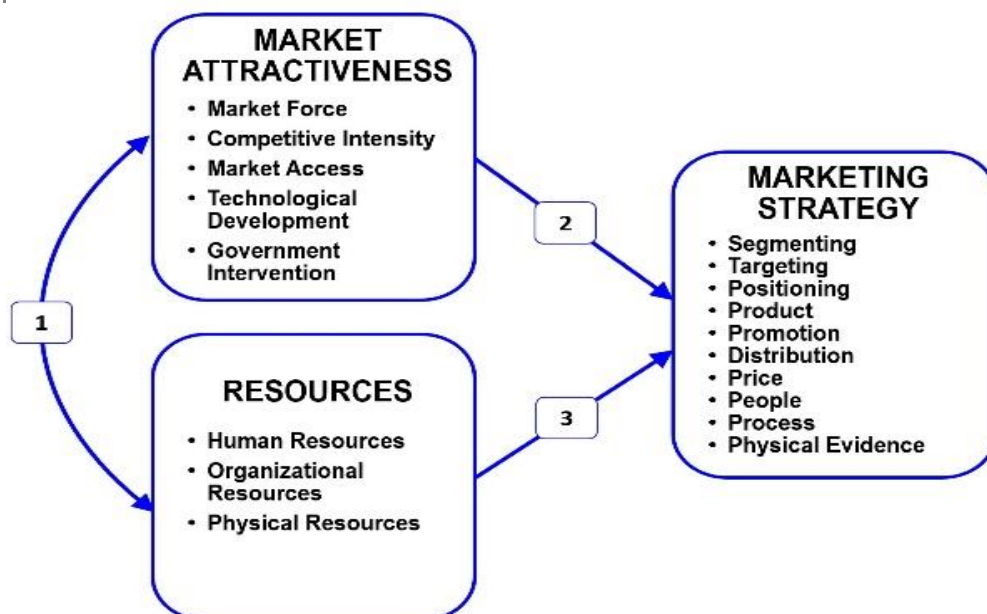 MARKET
ATTRACTIVENESS
• Market Force
• Competitive Intensity
• Market Access
• Technological
Development
• Government
Intervention
1
2
RESOURCES
• Human Resources
• Organizational
Resources
• Physical Resources
3
MARKETING
STRATEGY
• Segmenting
• Targeting
• Positioning
• Product
• Promotion
• Distribution
• Price
• People
• Process
• Physical Evidence